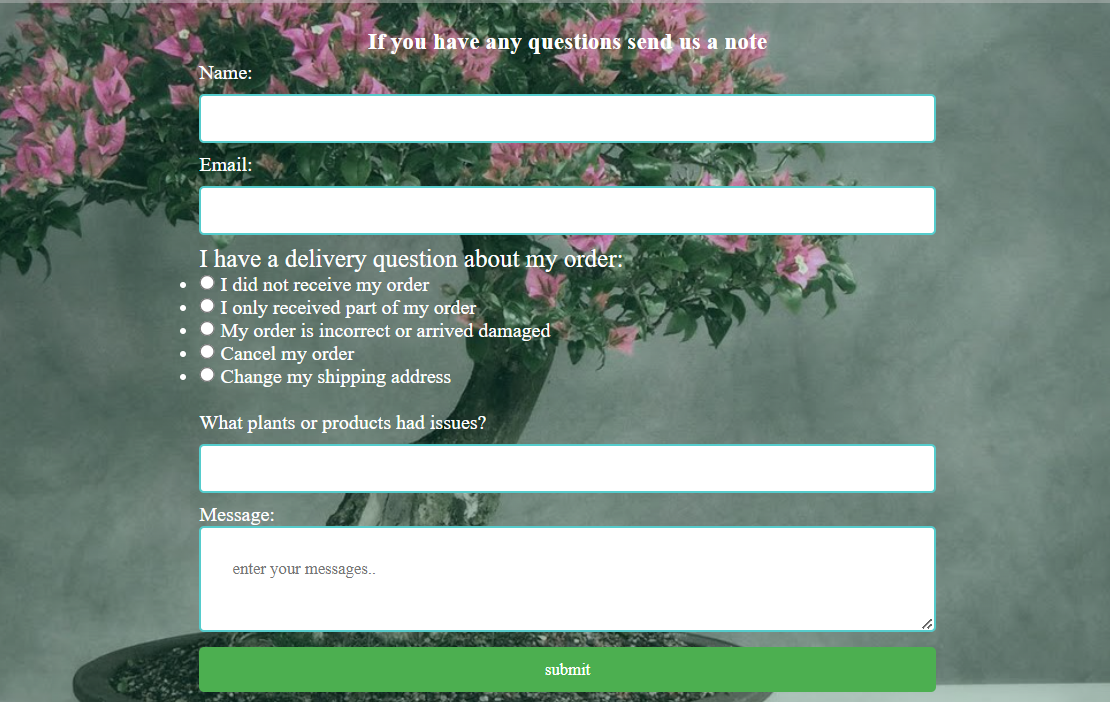 If you have any questions send us a note
Name:
Email:
I have a delivery question about my order:
I did not receive my order
I only received part of my order
My order is incorrect or arrived damaged
Cancel my order
Change my shipping address
What plants or products had issues?
Message:
enter your messages..
submit